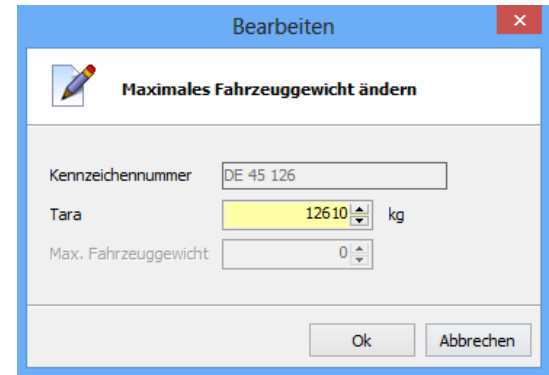 Bearbeiten
Maximales Fahrzeuggewicht ändern
Kennzeichennummer DE 45 126
Tara 12610 kg
Max. Fahrzeuggewicht 0
Ok Abbrechen